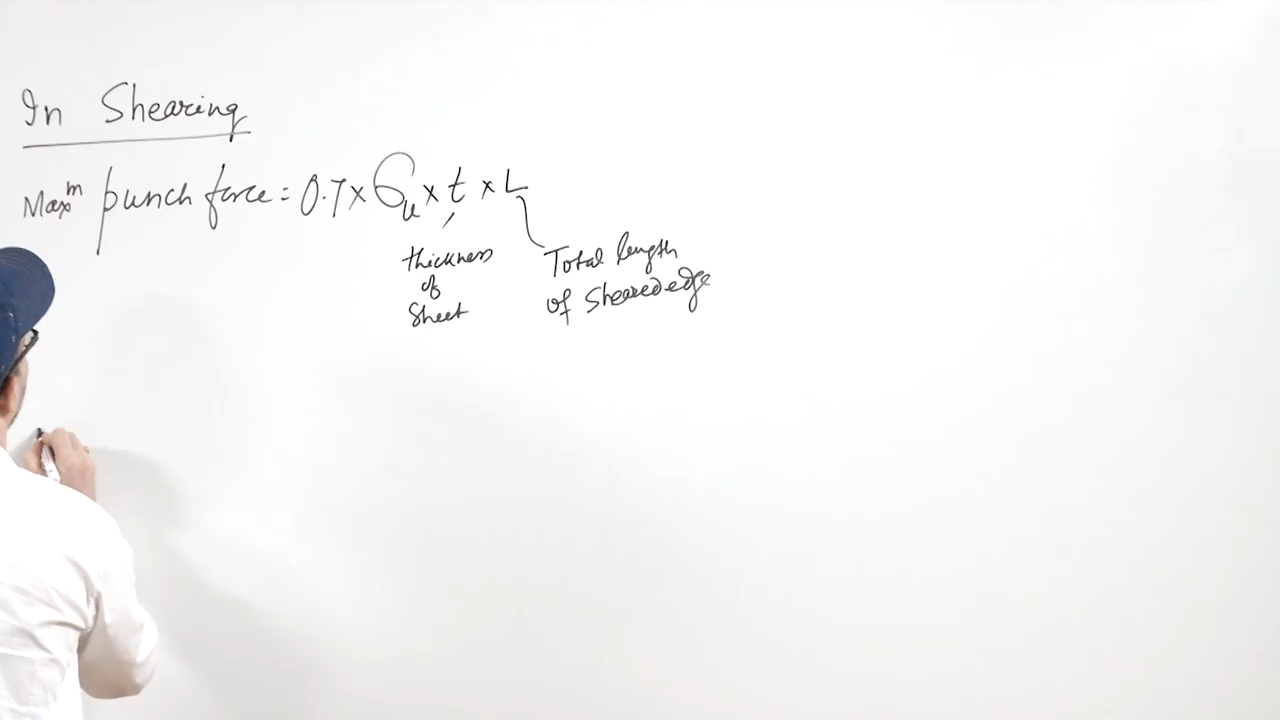 In Shearing
Maxᵐ punch force = 0.7 × σᵤ × t × L
thickness
of
Sheet
Total length
of Sheared edge